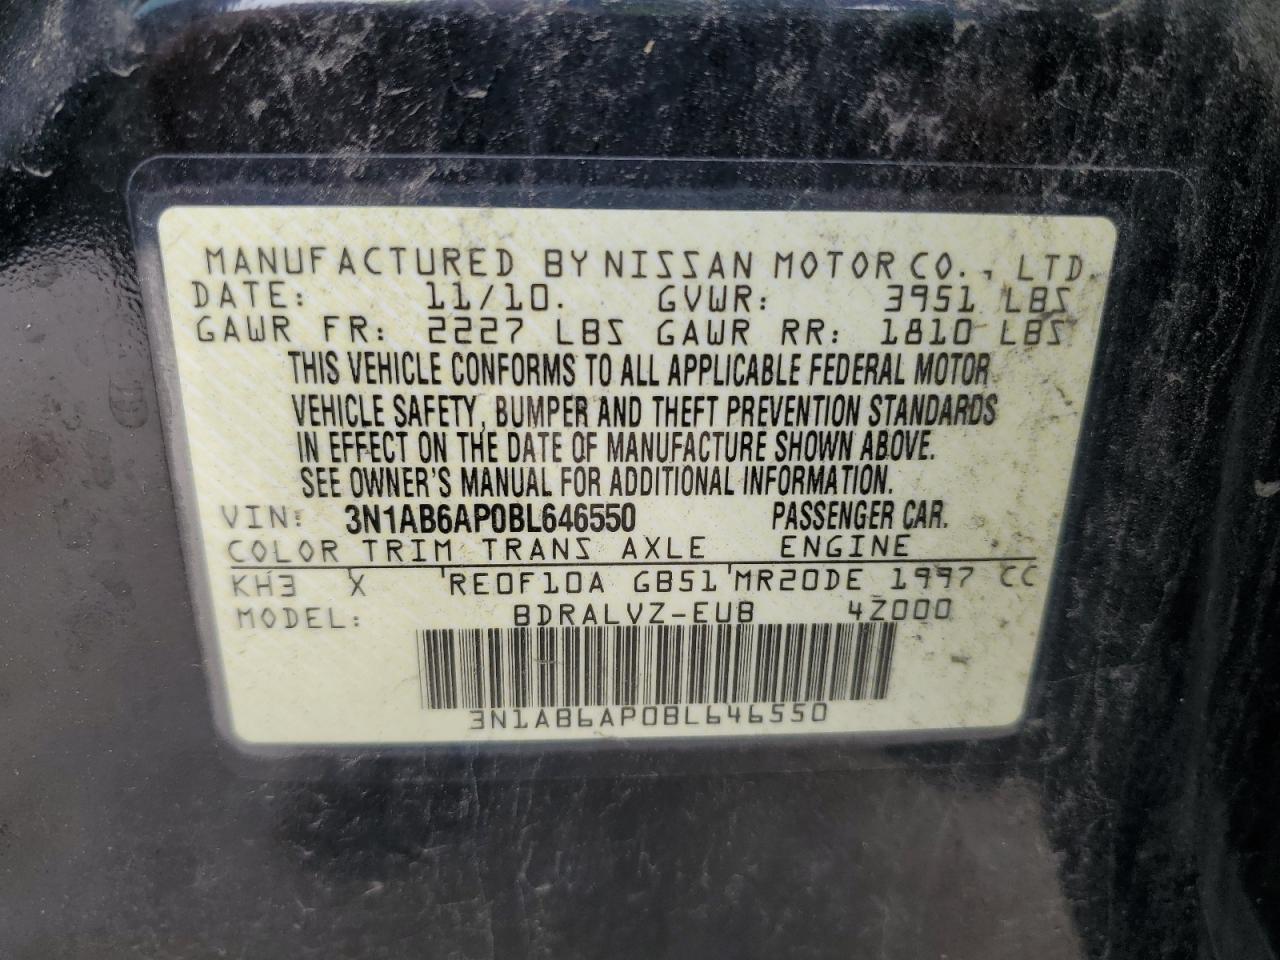 MANUFACTURED BY NISSAN MOTOR CO., LTD.
DATE: 11/10. GVWR: 3951 LBS
GAWR FR: 2227 LBS GAWR RR: 1810 LBS
THIS VEHICLE CONFORMS TO ALL APPLICABLE FEDERAL MOTOR
VEHICLE SAFETY, BUMPER AND THEFT PREVENTION STANDARDS
IN EFFECT ON THE DATE OF MANUFACTURE SHOWN ABOVE.
SEE OWNER'S MANUAL FOR ADDITIONAL INFORMATION.
VIN: 3N1AB6AP0BL646550 PASSENGER CAR.
COLOR TRIM TRANS AXLE ENGINE
KH3 X 'RE0F10A GB51'MR20DE 1997 CC
MODEL: BDRALVZ-EUB 4Z000
3N1AB6AP0BL646550